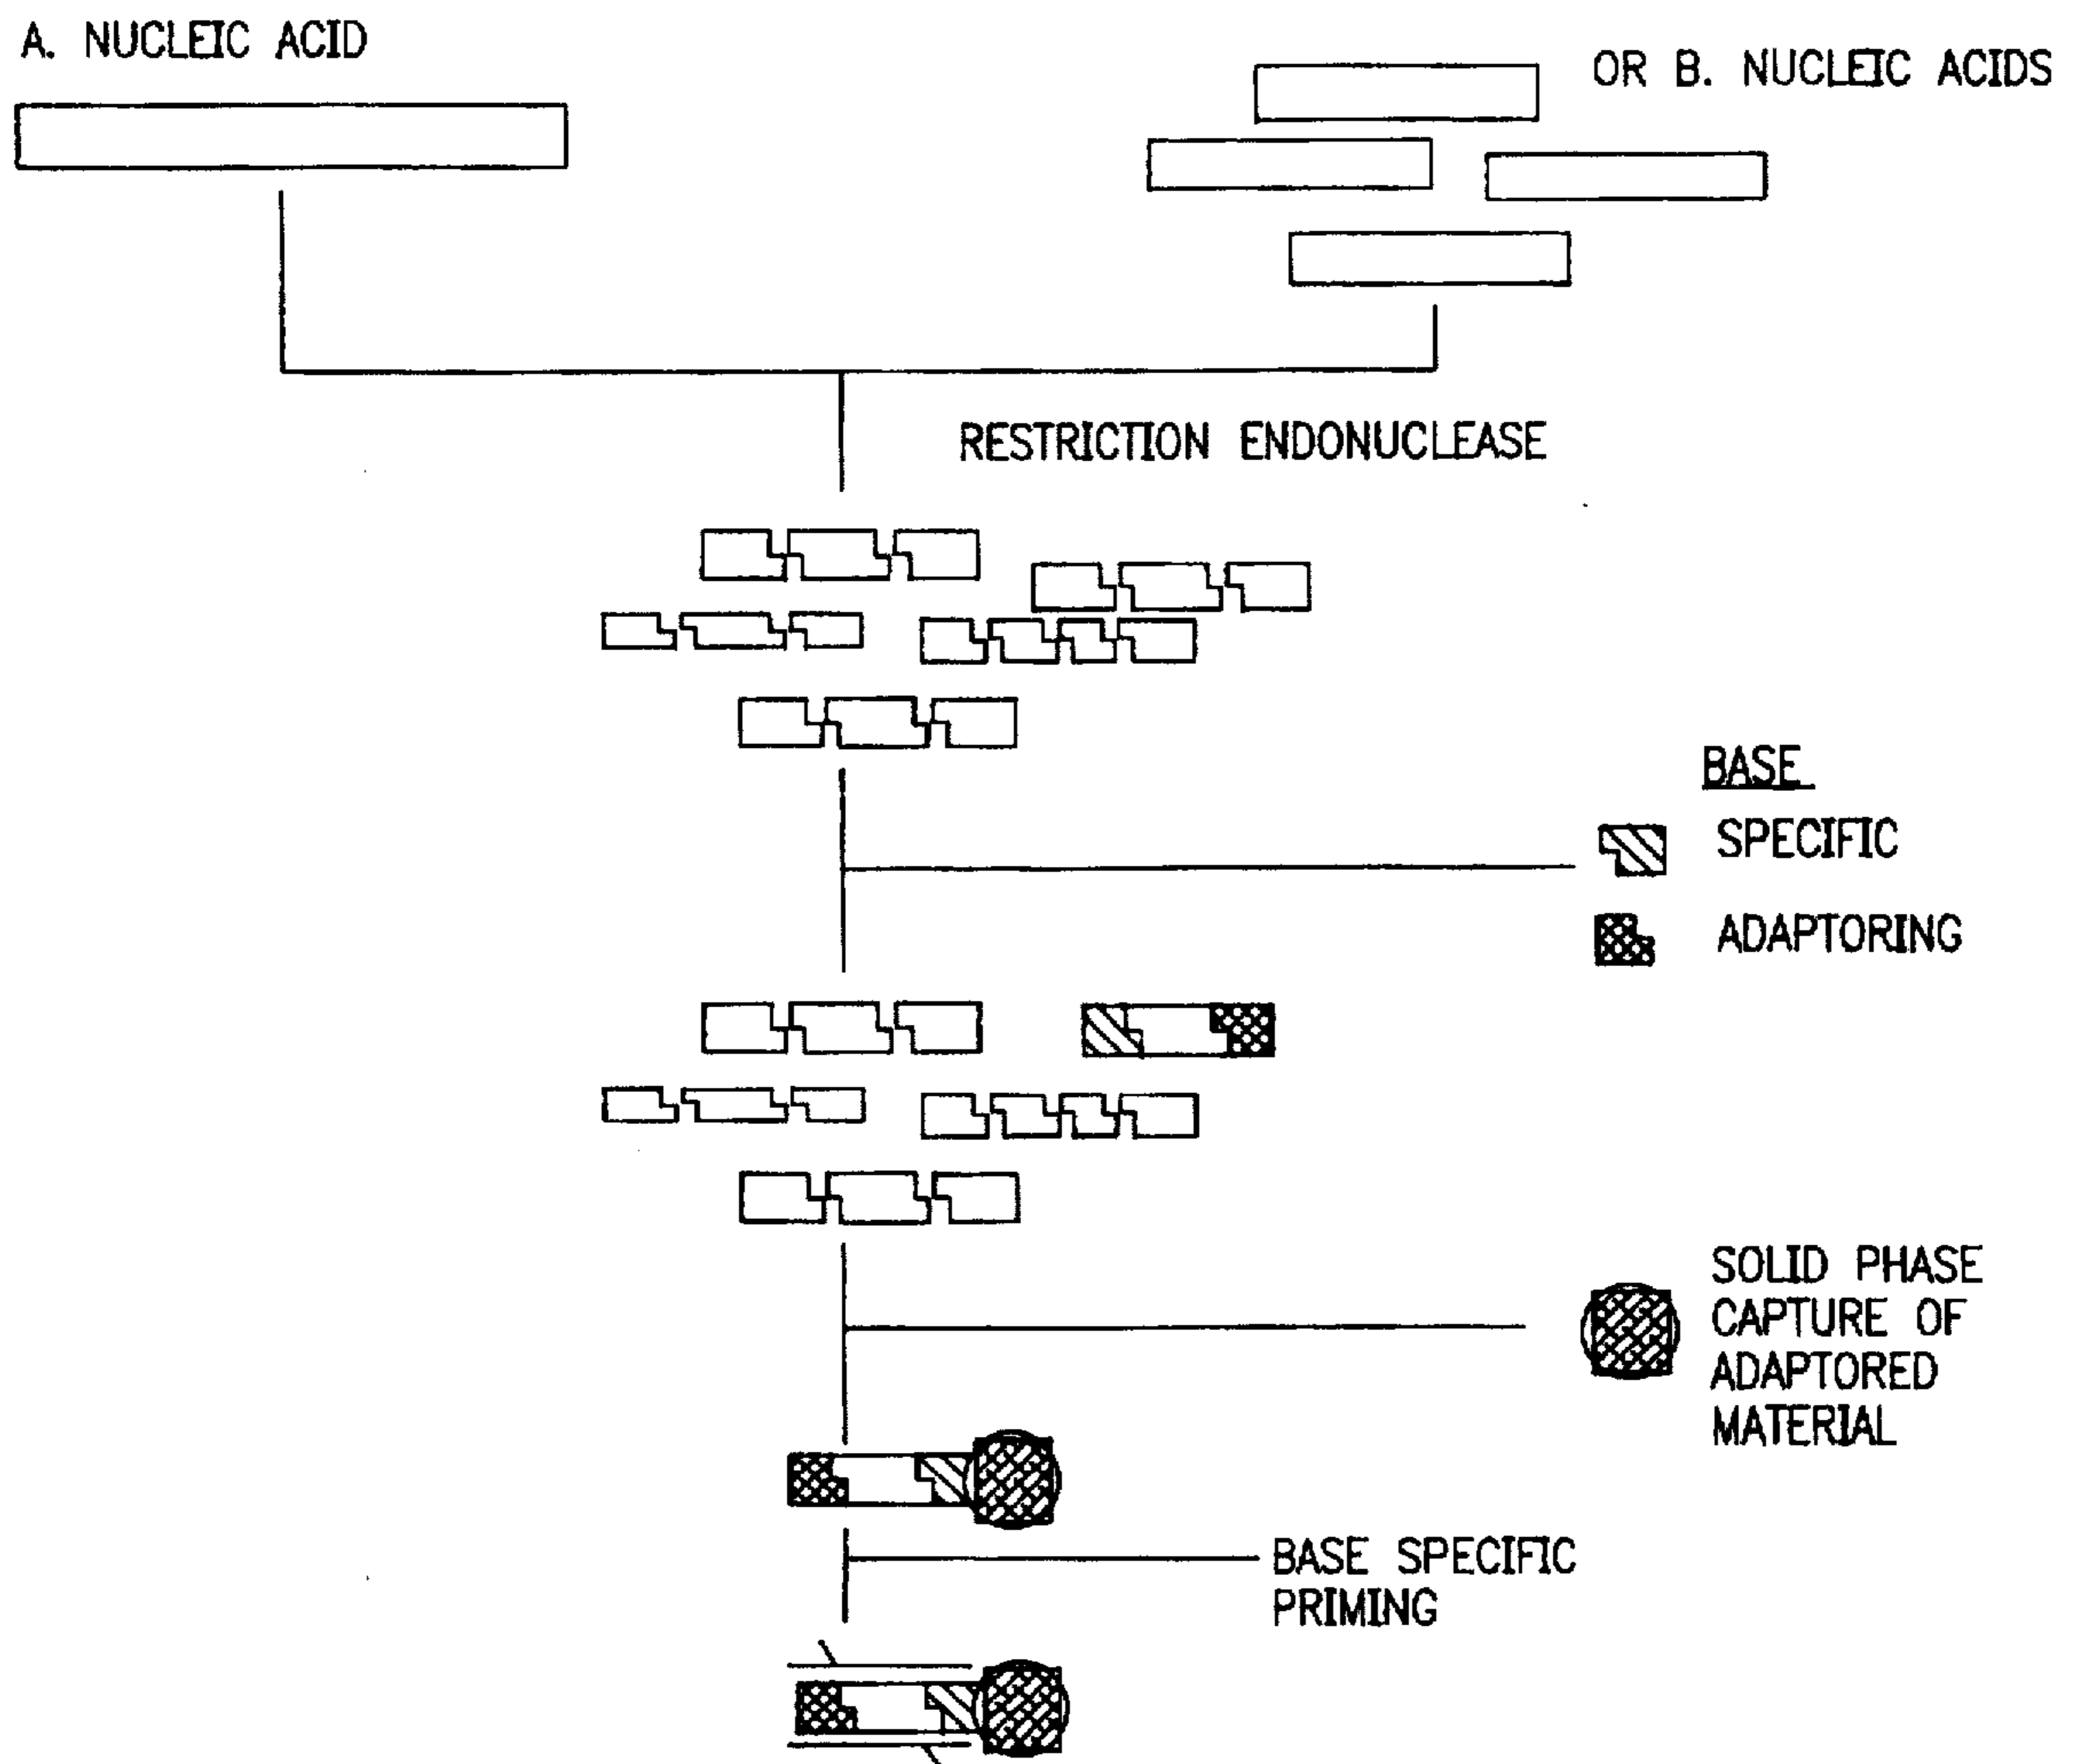 A. NUCLEIC ACID
OR B. NUCLEIC ACIDS
RESTRICTION ENDONUCLEASE
BASE
SPECIFIC
ADAPTORING
SOLID PHASE
CAPTURE OF
ADAPTORED
MATERIAL
BASE SPECIFIC
PRIMING